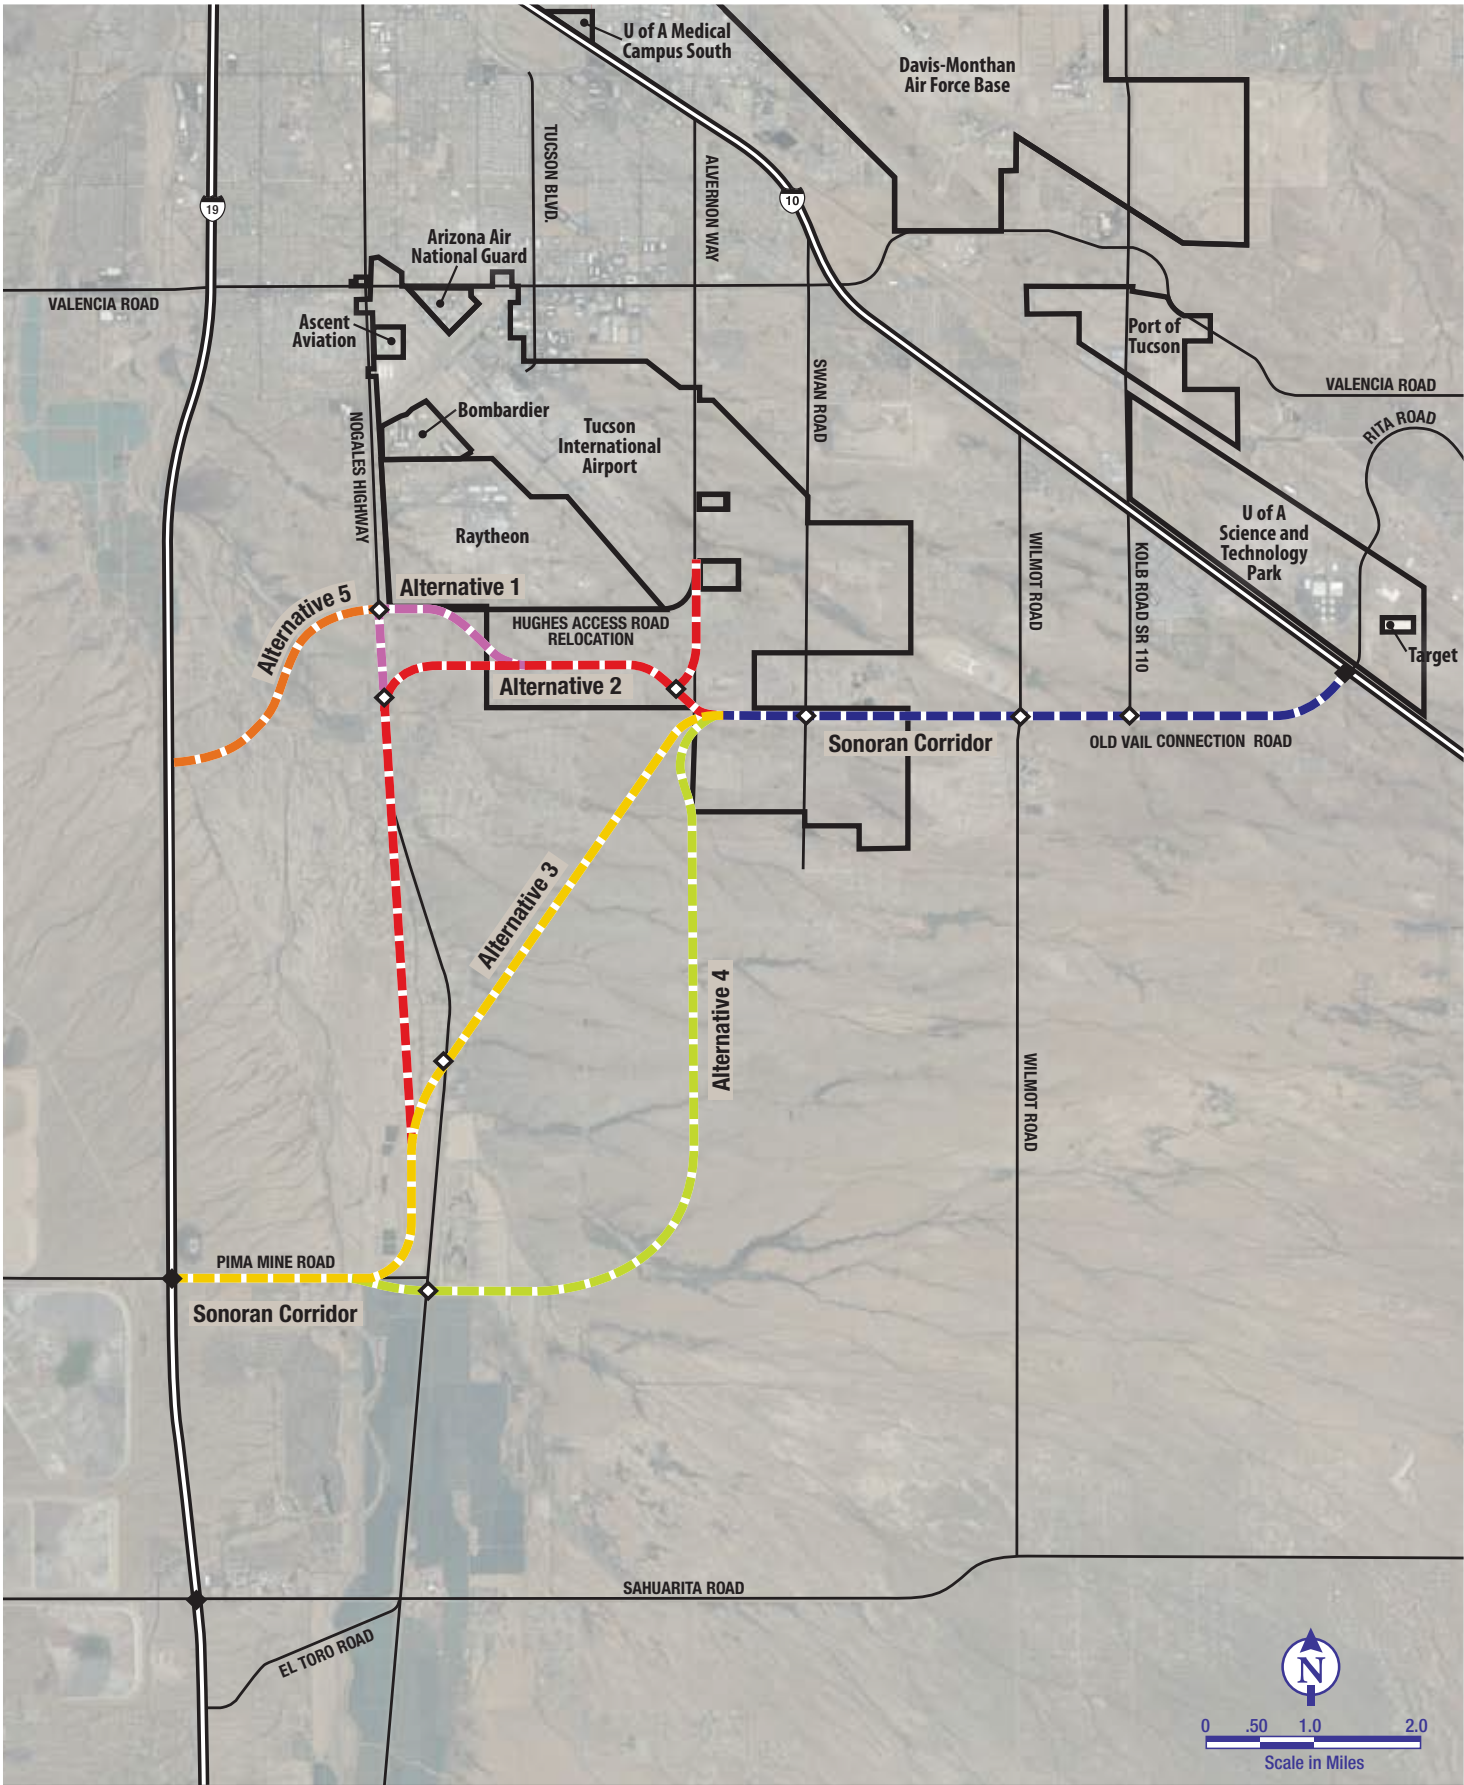 U of A Medical
Campus South
Davis-Monthan
Air Force Base
TUCSON BLVD.
ALVERNON WAY
19
10
Arizona Air
National Guard
VALENCIA ROAD
Ascent
Aviation
Port of
Tucson
SWAN ROAD
VALENCIA ROAD
RITA ROAD
NOGALES HIGHWAY
Bombardier
Tucson
International
Airport
Raytheon
U of A
Science and
Technology
Park
WILMOT ROAD
KOLB ROAD SR 110
Alternative 5
Alternative 1
HUGHES ACCESS ROAD
RELOCATION
Target
Alternative 2
Sonoran Corridor
OLD VAIL CONNECTION ROAD
Alternative 3
Alternative 4
WILMOT ROAD
PIMA MINE ROAD
Sonoran Corridor
SAHUARITA ROAD
EL TORO ROAD
N
0 .50 1.0 2.0
Scale in Miles